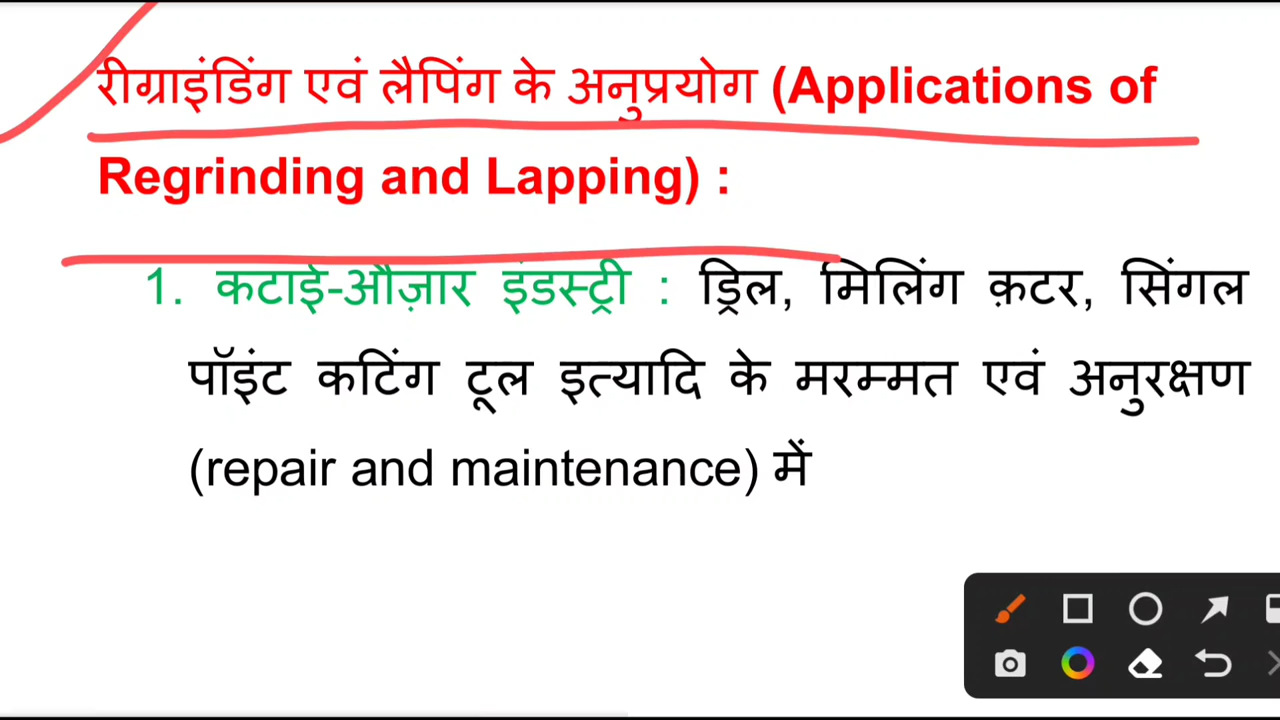 रीग्राइंडिंग एवं लैपिंग के अनुप्रयोग (Applications of
Regrinding and Lapping) :
1. कटाई-औज़ार इंडस्ट्री : ड्रिल, मिलिंग क़टर, सिंगल
पॉइंट कटिंग टूल इत्यादि के मरम्मत एवं अनुरक्षण
(repair and maintenance) में